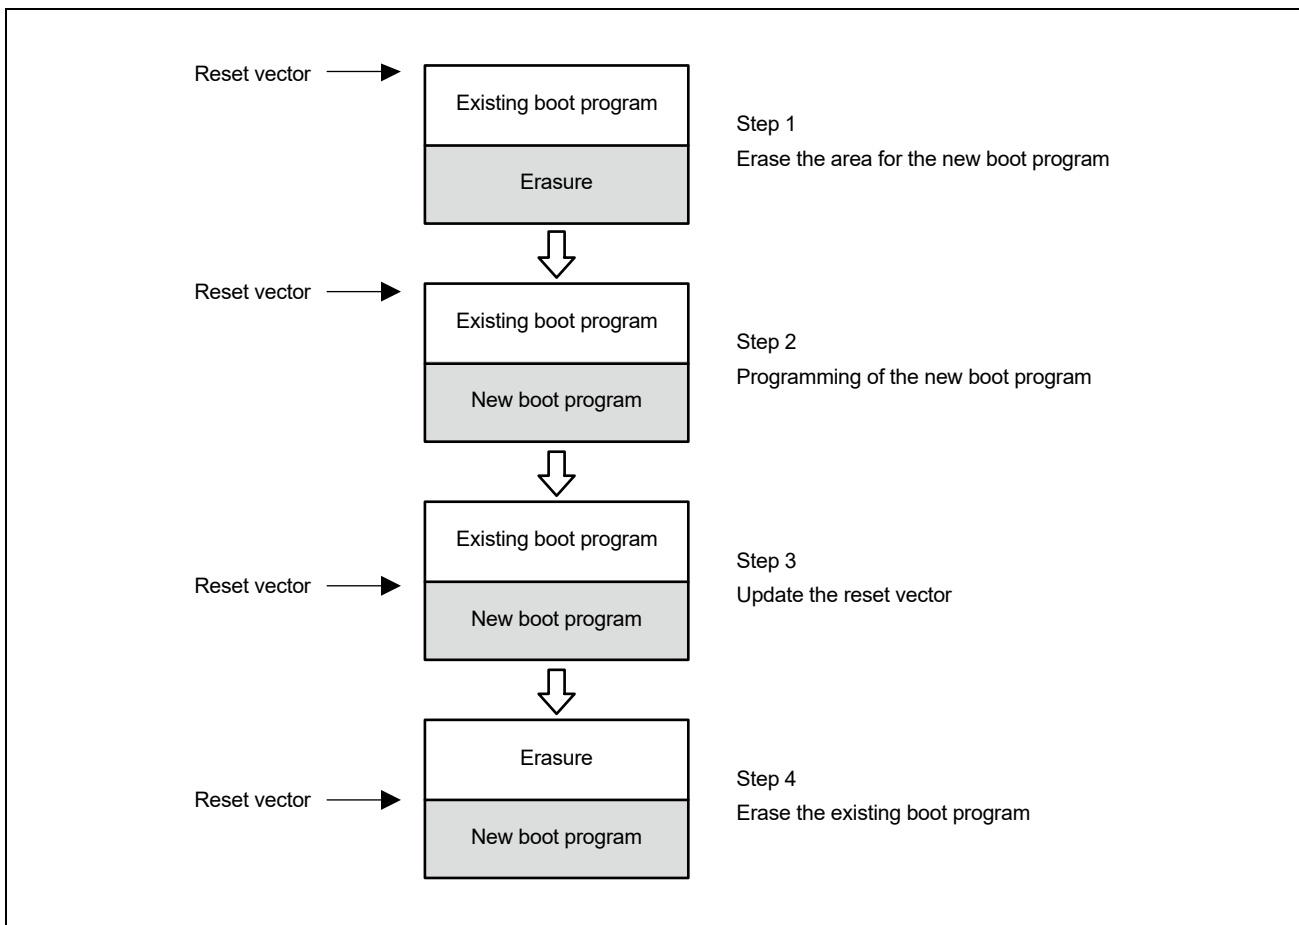 Reset vector
Existing boot program
Erasure
Step 1
Erase the area for the new boot program
Reset vector
Existing boot program
New boot program
Step 2
Programming of the new boot program
Existing boot program
Reset vector
New boot program
Step 3
Update the reset vector
Erasure
Reset vector
New boot program
Step 4
Erase the existing boot program